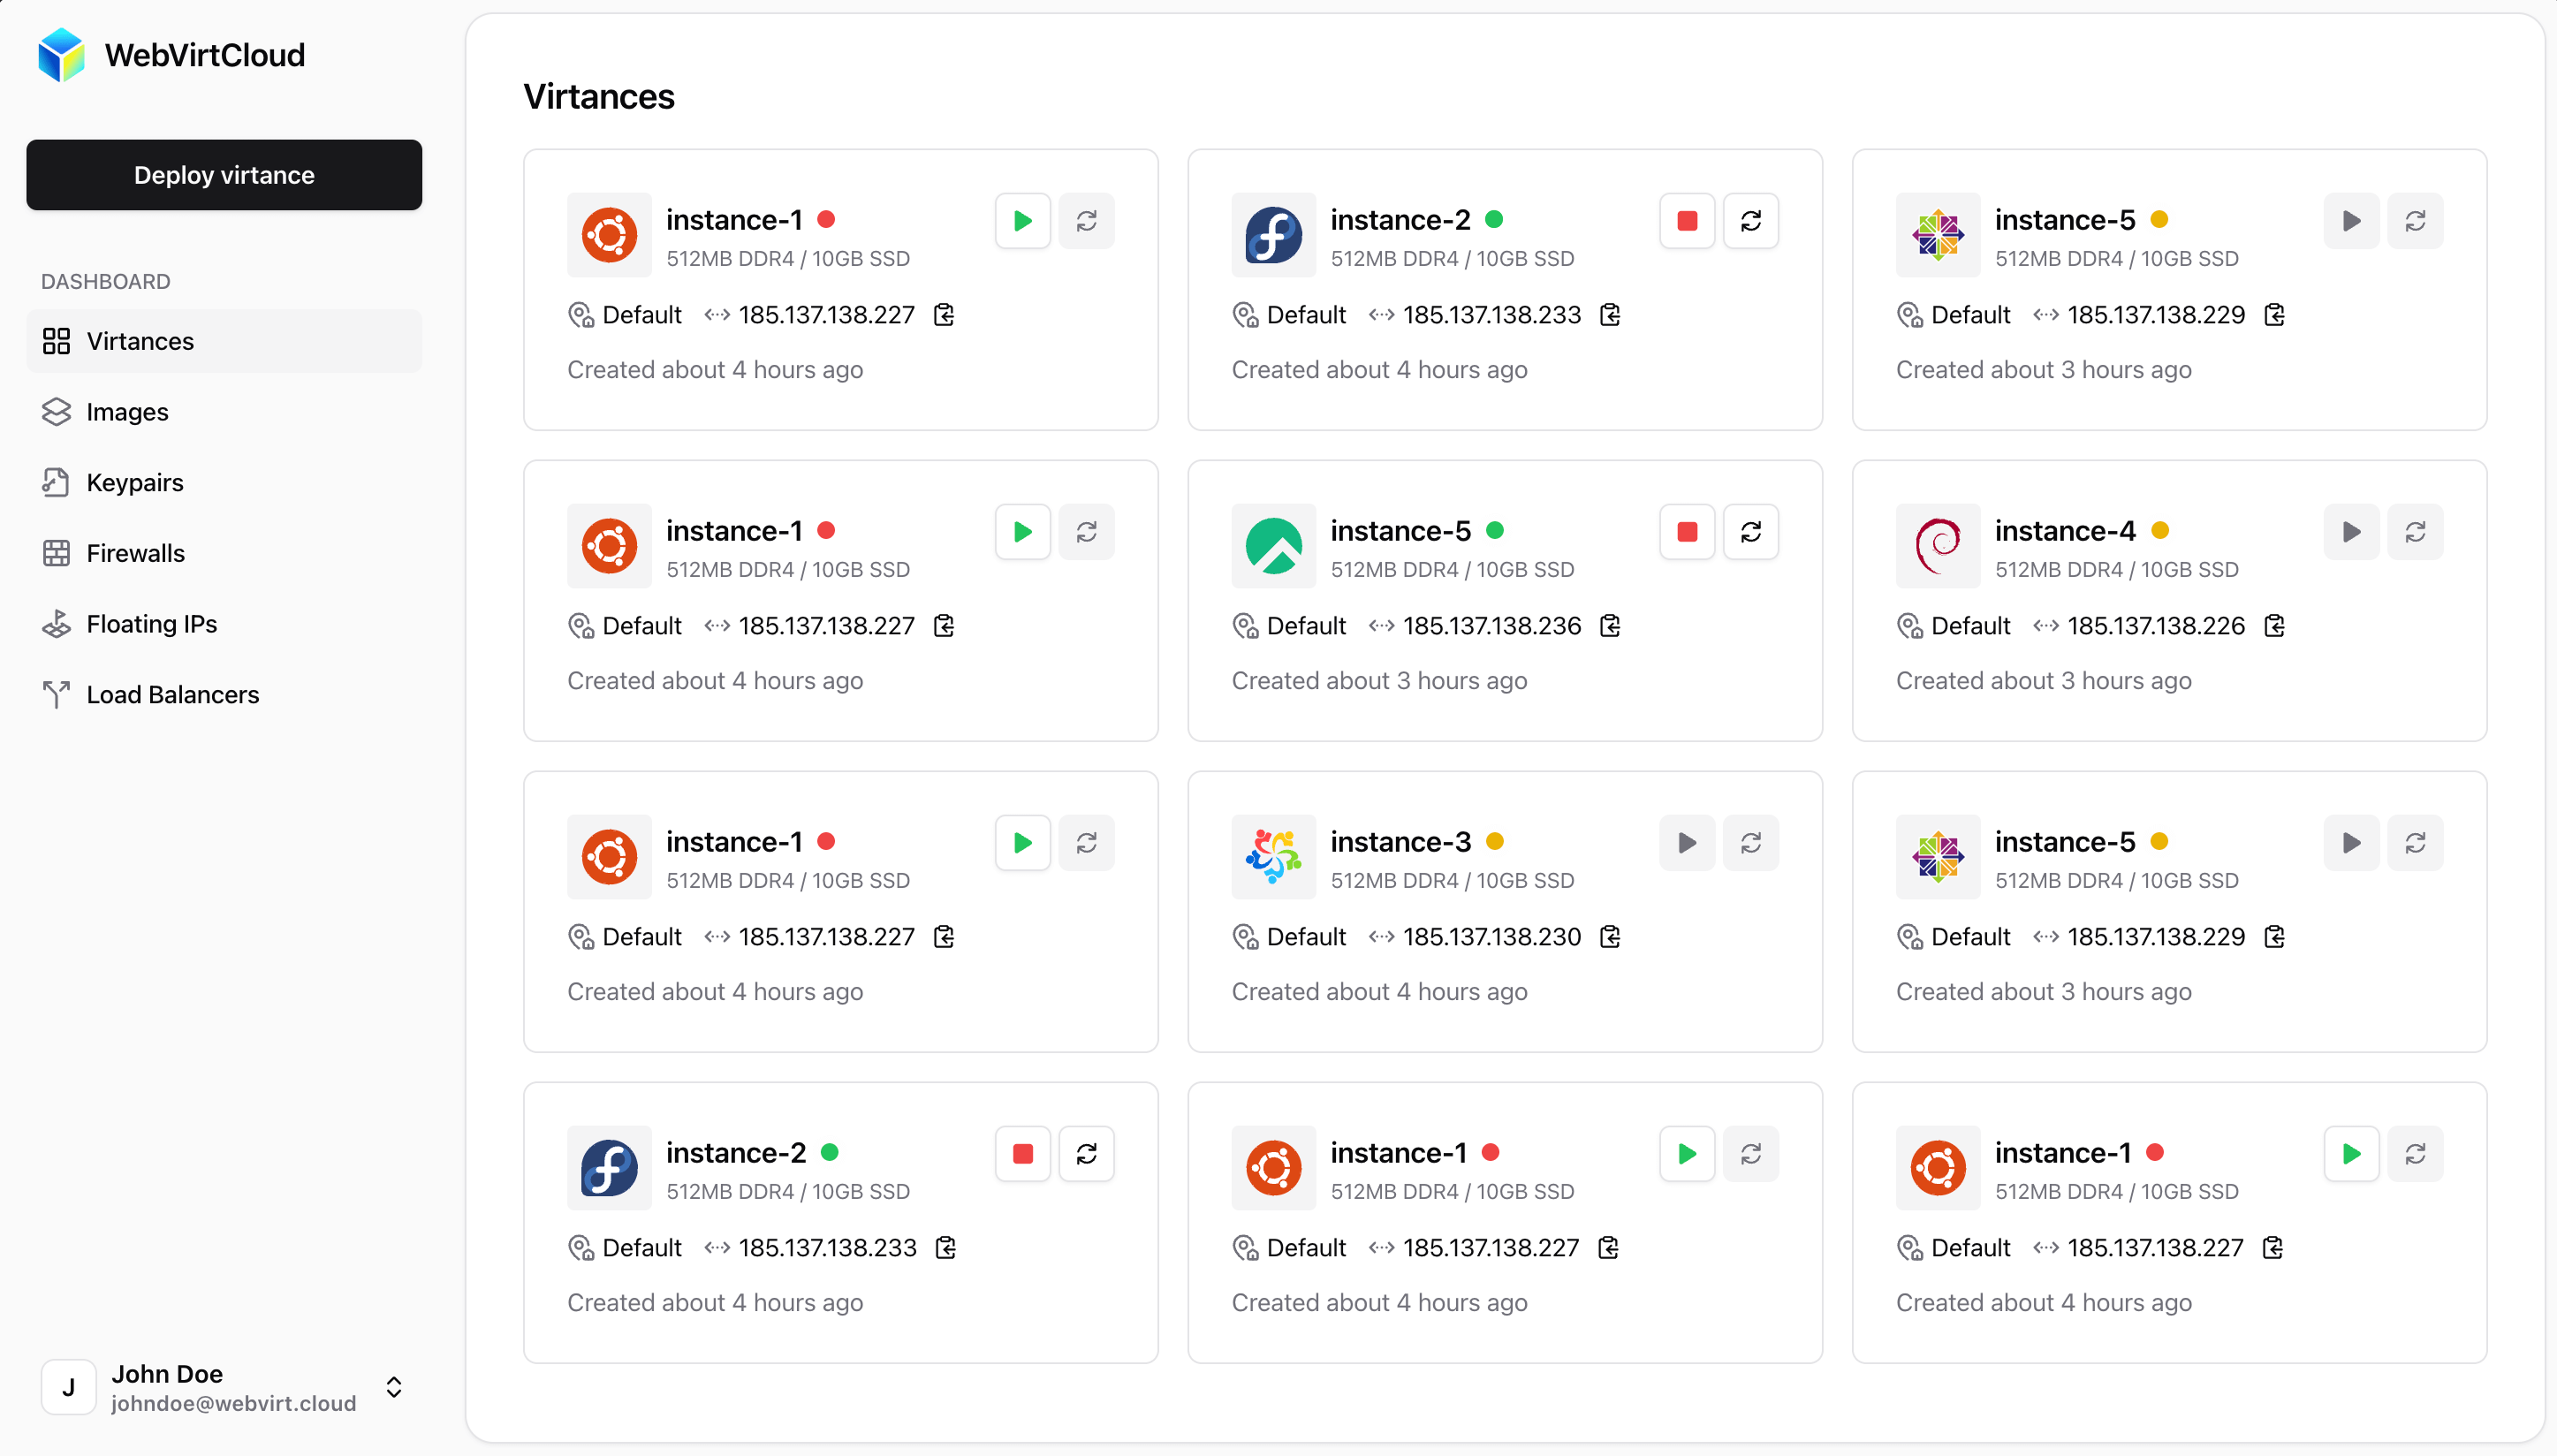 WebVirtCloud
Deploy virtance
DASHBOARD
Virtances
Images
Keypairs
Firewalls
Floating IPs
Load Balancers
J
John Doe
johndoe@webvirt.cloud
Virtances
instance-1
512MB DDR4 / 10GB SSD
Default 185.137.138.227
Created about 4 hours ago
instance-2
512MB DDR4 / 10GB SSD
Default 185.137.138.233
Created about 4 hours ago
instance-5
512MB DDR4 / 10GB SSD
Default 185.137.138.229
Created about 3 hours ago
instance-1
512MB DDR4 / 10GB SSD
Default 185.137.138.227
Created about 4 hours ago
instance-5
512MB DDR4 / 10GB SSD
Default 185.137.138.236
Created about 3 hours ago
instance-4
512MB DDR4 / 10GB SSD
Default 185.137.138.226
Created about 3 hours ago
instance-1
512MB DDR4 / 10GB SSD
Default 185.137.138.227
Created about 4 hours ago
instance-3
512MB DDR4 / 10GB SSD
Default 185.137.138.230
Created about 4 hours ago
instance-5
512MB DDR4 / 10GB SSD
Default 185.137.138.229
Created about 3 hours ago
instance-2
512MB DDR4 / 10GB SSD
Default 185.137.138.233
Created about 4 hours ago
instance-1
512MB DDR4 / 10GB SSD
Default 185.137.138.227
Created about 4 hours ago
instance-1
512MB DDR4 / 10GB SSD
Default 185.137.138.227
Created about 4 hours ago